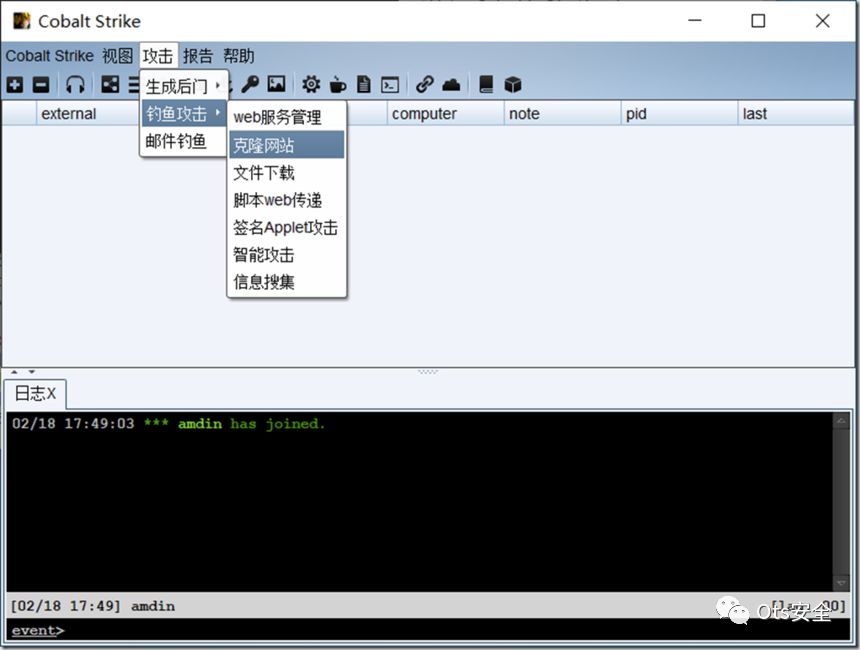 Cobalt Strike
Cobalt Strike 视图 攻击 报告 帮助
生成后门
钓鱼攻击
邮件钓鱼
web服务管理
克隆网站
文件下载
脚本web传递
签名Applet攻击
智能攻击
信息搜集
external computer note pid last
日志X
02/18 17:49:03 *** amdin has joined.
[02/18 17:49] amdin 00]
Ots安全
event>